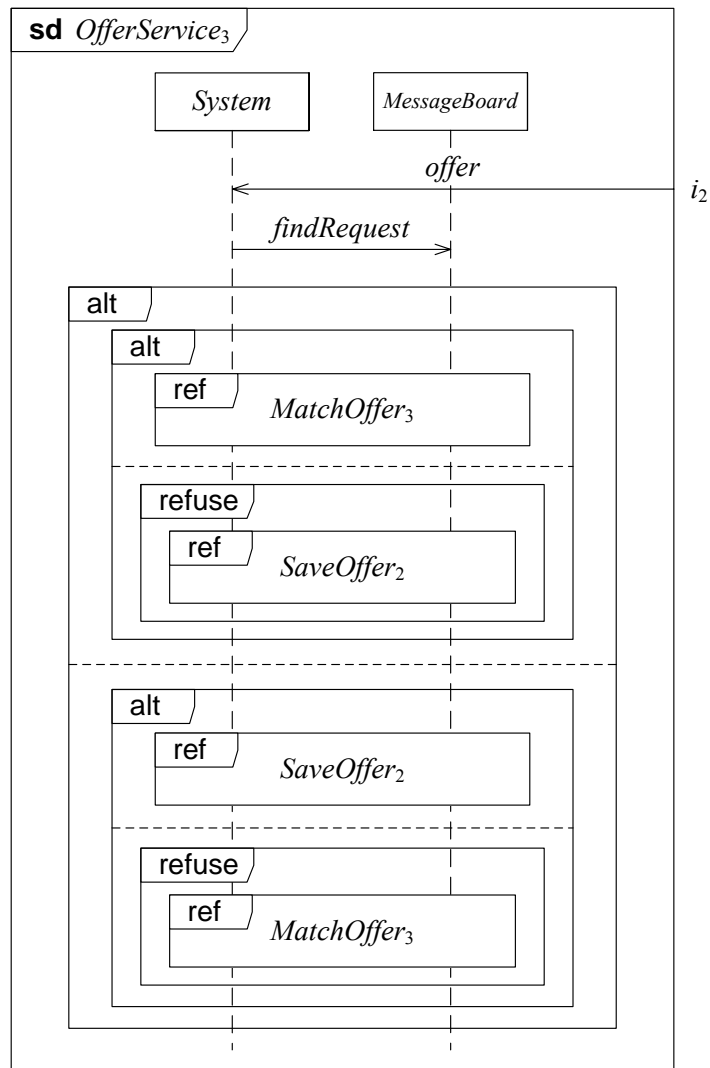 sd OfferService₃
System
MessageBoard
offer
i₂
findRequest
alt
alt
ref
MatchOffer₃
refuse
ref
SaveOffer₂
alt
ref
SaveOffer₂
refuse
ref
MatchOffer₃